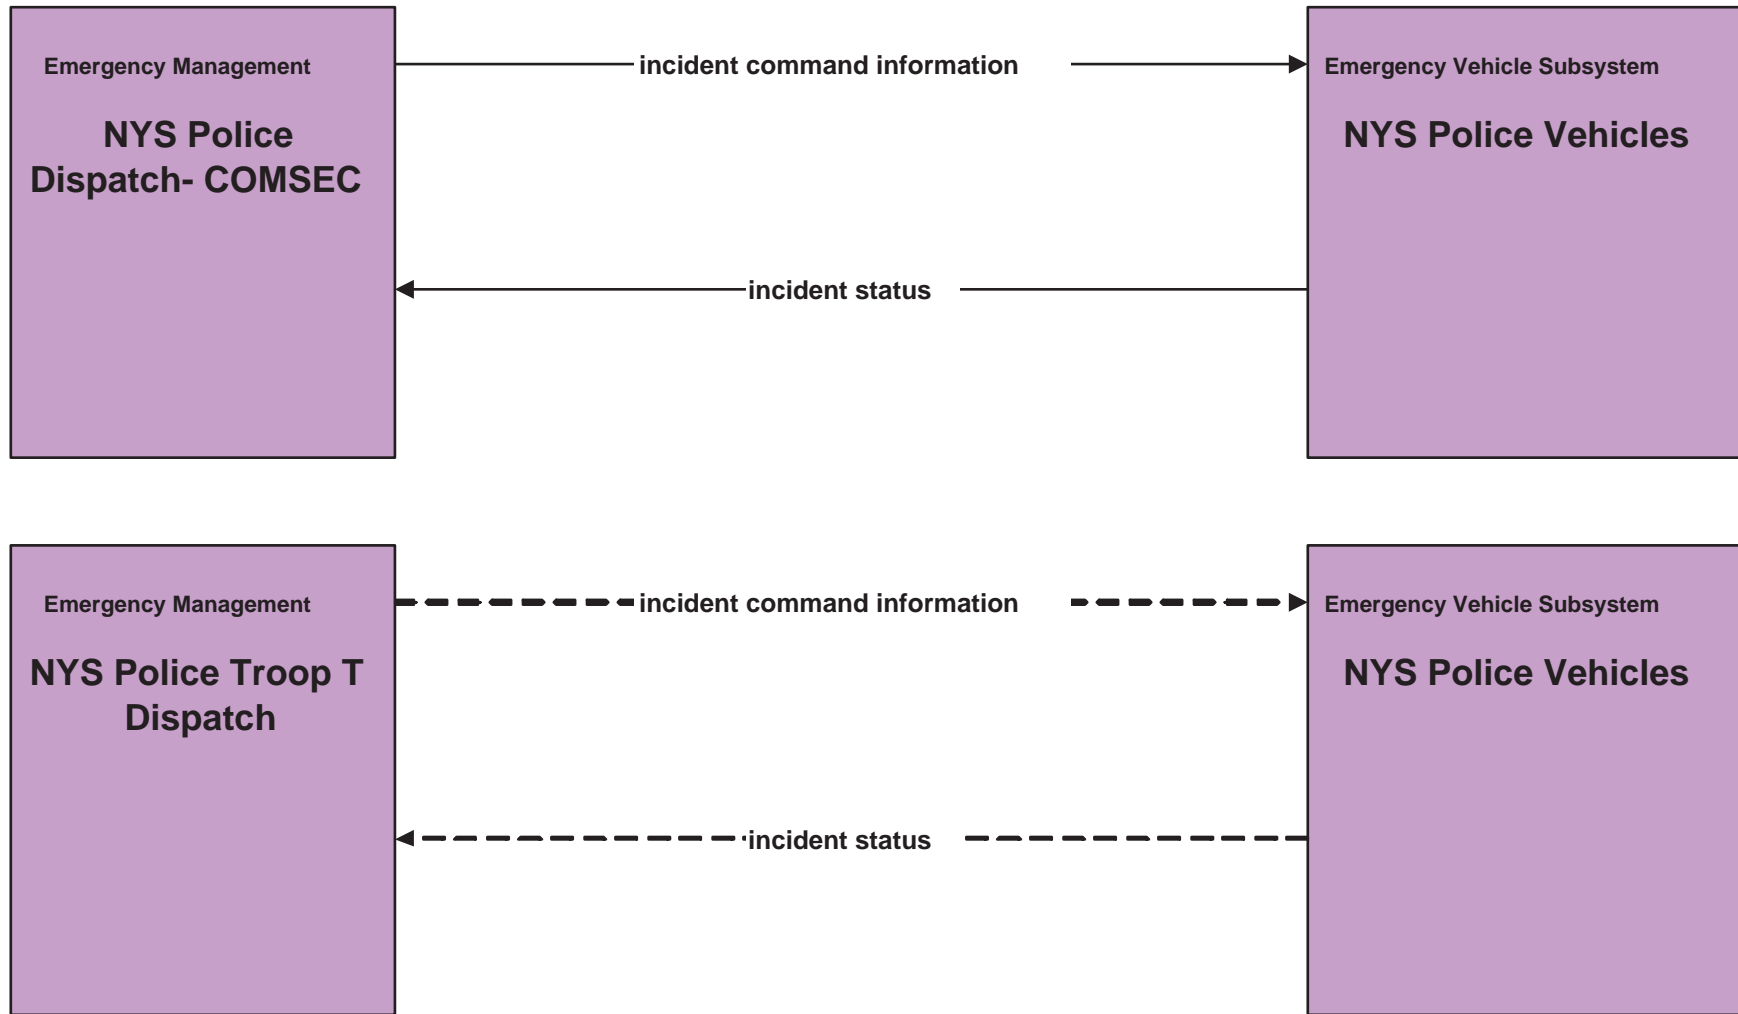 Emergency Management
NYS Police
Dispatch- COMSEC
incident command information
incident status
Emergency Vehicle Subsystem
NYS Police Vehicles
Emergency Management
NYS Police Troop T
Dispatch
incident command information
incident status
Emergency Vehicle Subsystem
NYS Police Vehicles